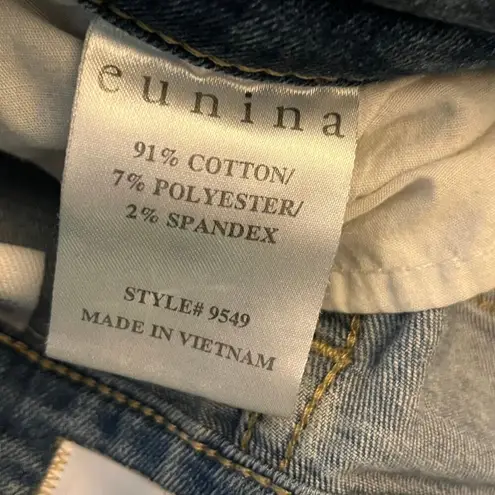 eunina
91% COTTON/
7% POLYESTER/
2% SPANDEX
STYLE# 9549
MADE IN VIETNAM